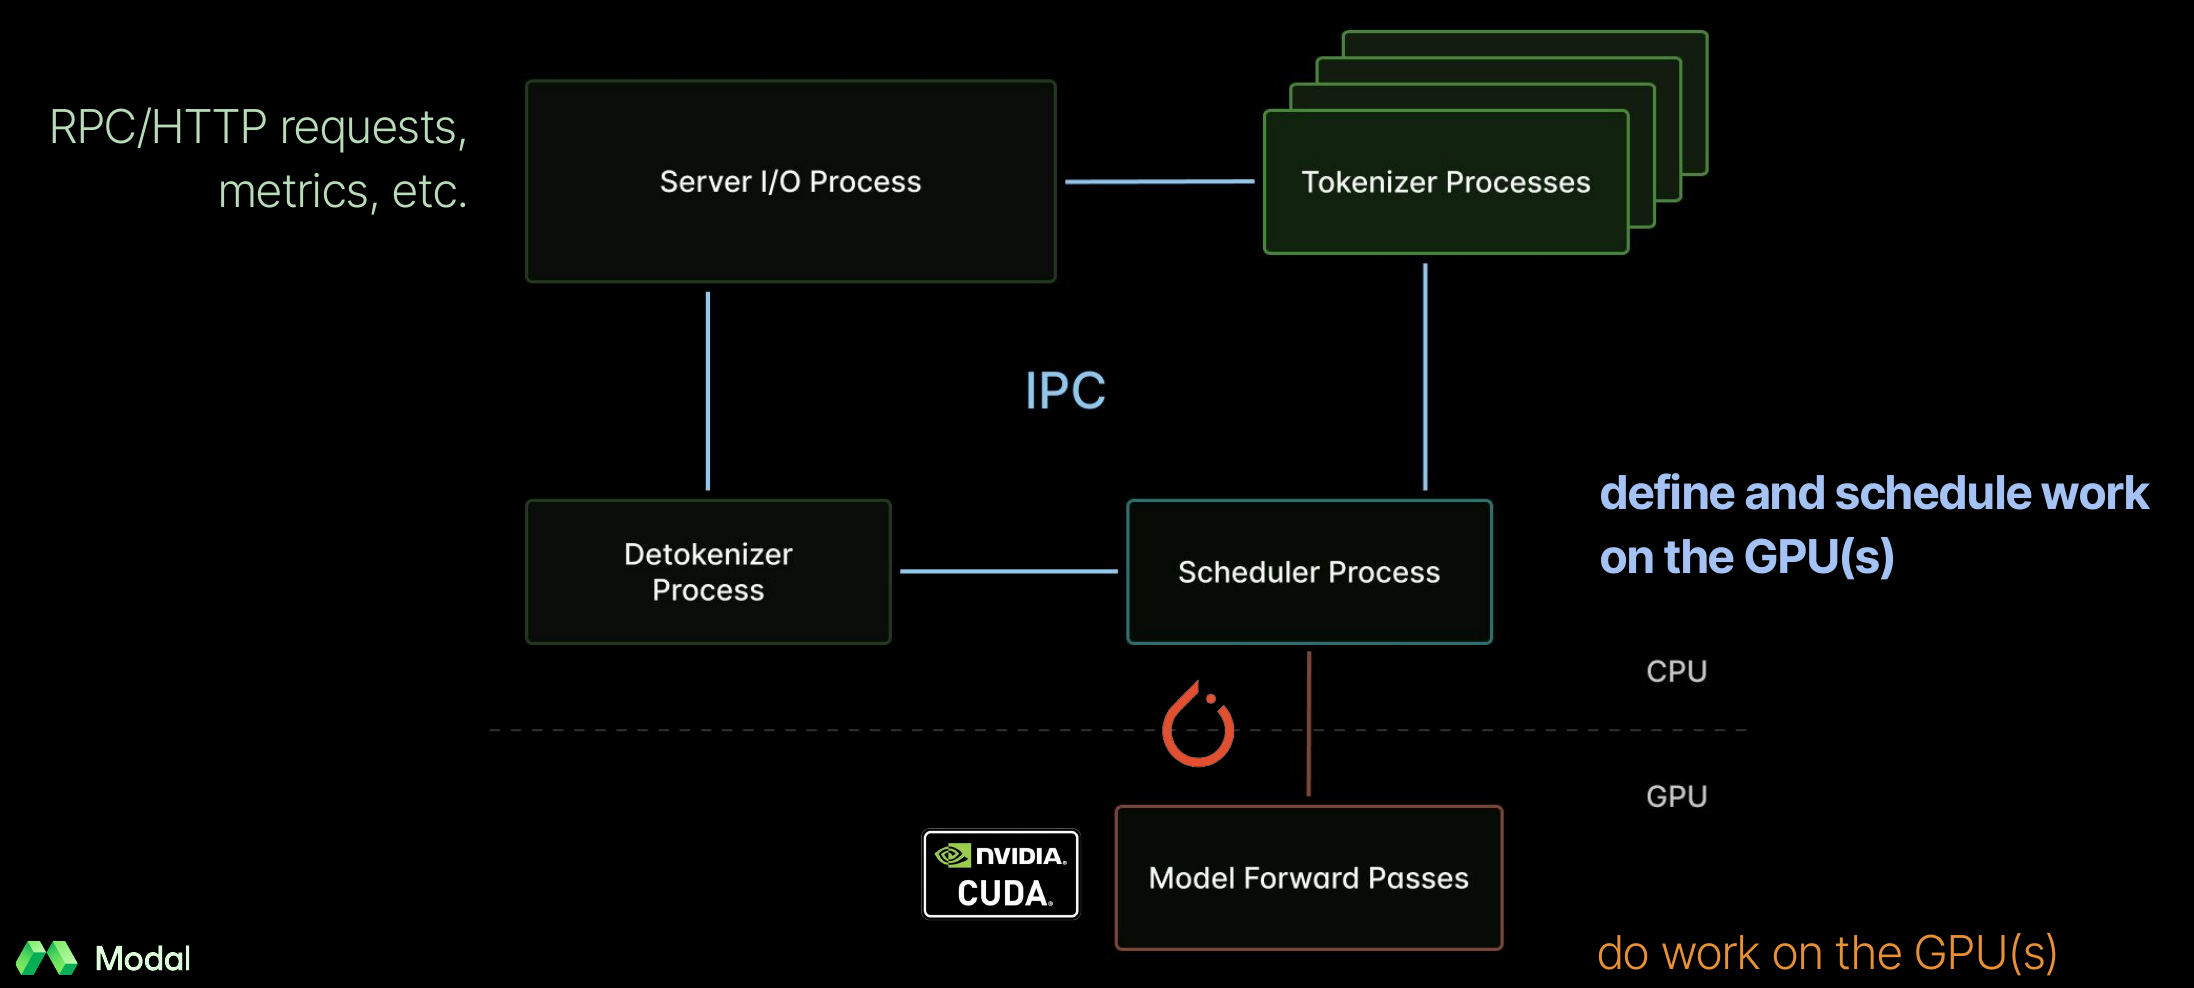 RPC/HTTP requests,
metrics, etc.
Server I/O Process
Tokenizer Processes
IPC
define and schedule work
on the GPU(s)
Detokenizer
Process
Scheduler Process
CPU
GPU
NVIDIA®
CUDA®
Model Forward Passes
Modal
do work on the GPU(s)